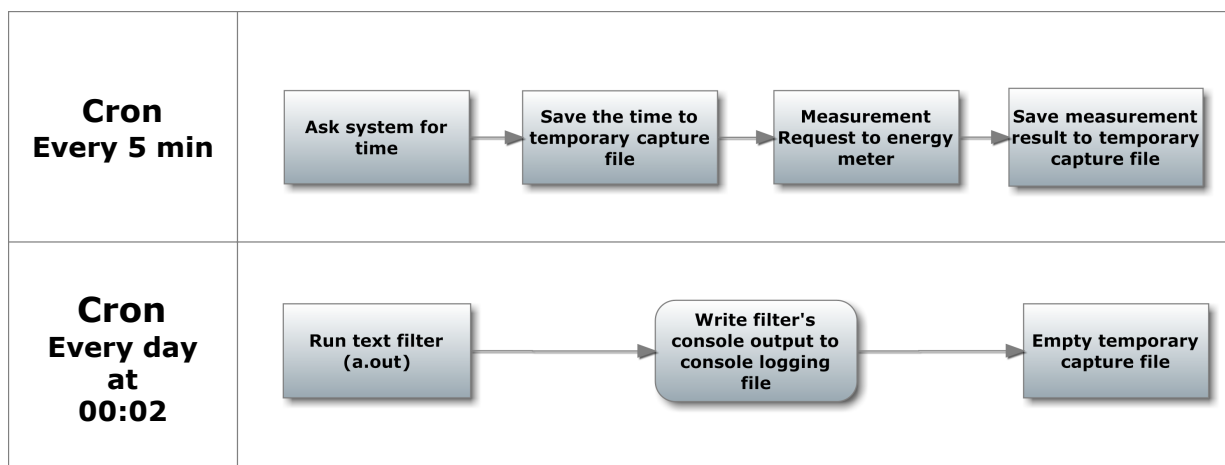 Cron
Every 5 min
Ask system for
time
Save the time to
temporary capture
file
Measurement
Request to energy
meter
Save measurement
result to temporary
capture file
Cron
Every day
at
00:02
Run text filter
(a.out)
Write filter's
console output to
console logging
file
Empty temporary
capture file